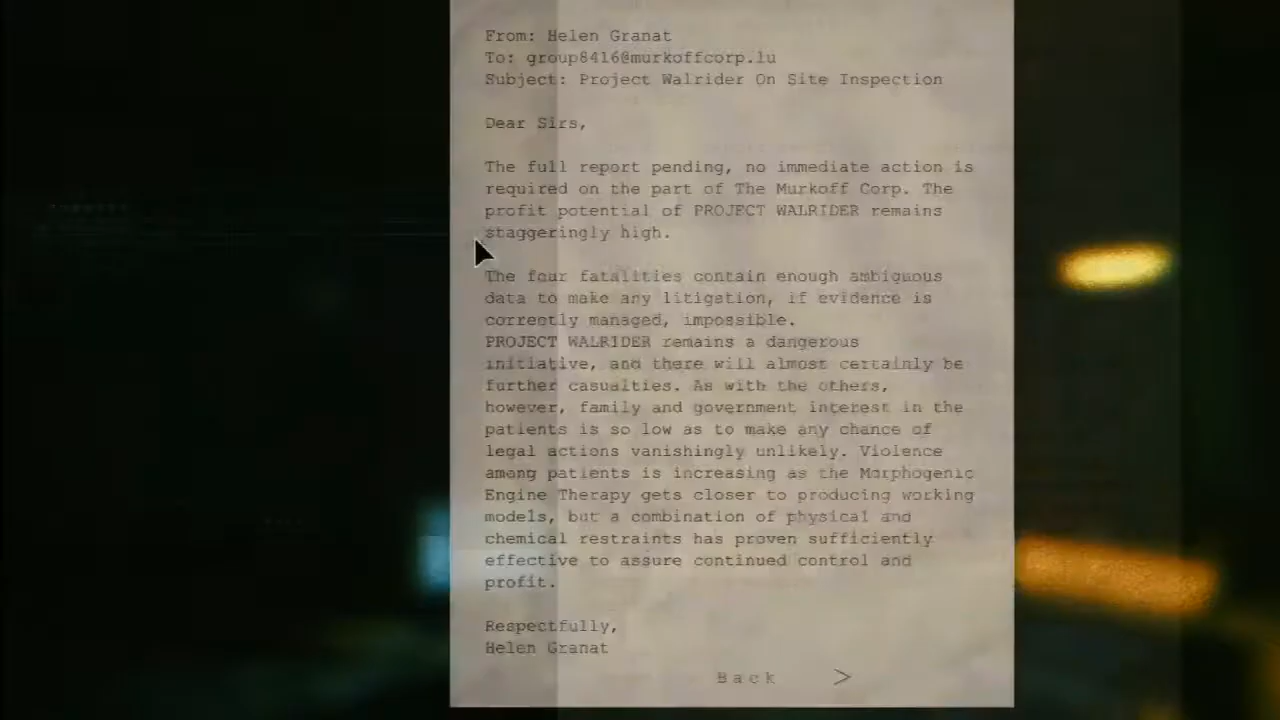 From: Helen Granat
To: group8416@murkoffcorp.lu
Subject: Project Walrider On Site Inspection
Dear Sirs,
The full report pending, no immediate action is
required on the part of The Murkoff Corp. The
profit potential of PROJECT WALRIDER remains
staggeringly high.
The four fatalities contain enough ambiguous
data to make any litigation, if evidence is
correctly managed, impossible.
PROJECT WALRIDER remains a dangerous
initiative, and there will almost certainly be
further casualties. As with the others,
however, family and government interest in the
patients is so low as to make any chance of
legal actions vanishingly unlikely. Violence
among patients is increasing as the Morphogenic
Engine Therapy gets closer to producing working
models, but a combination of physical and
chemical restraints has proven sufficiently
effective to assure continued control and
profit.
Respectfully,
Helen Granat
Back >